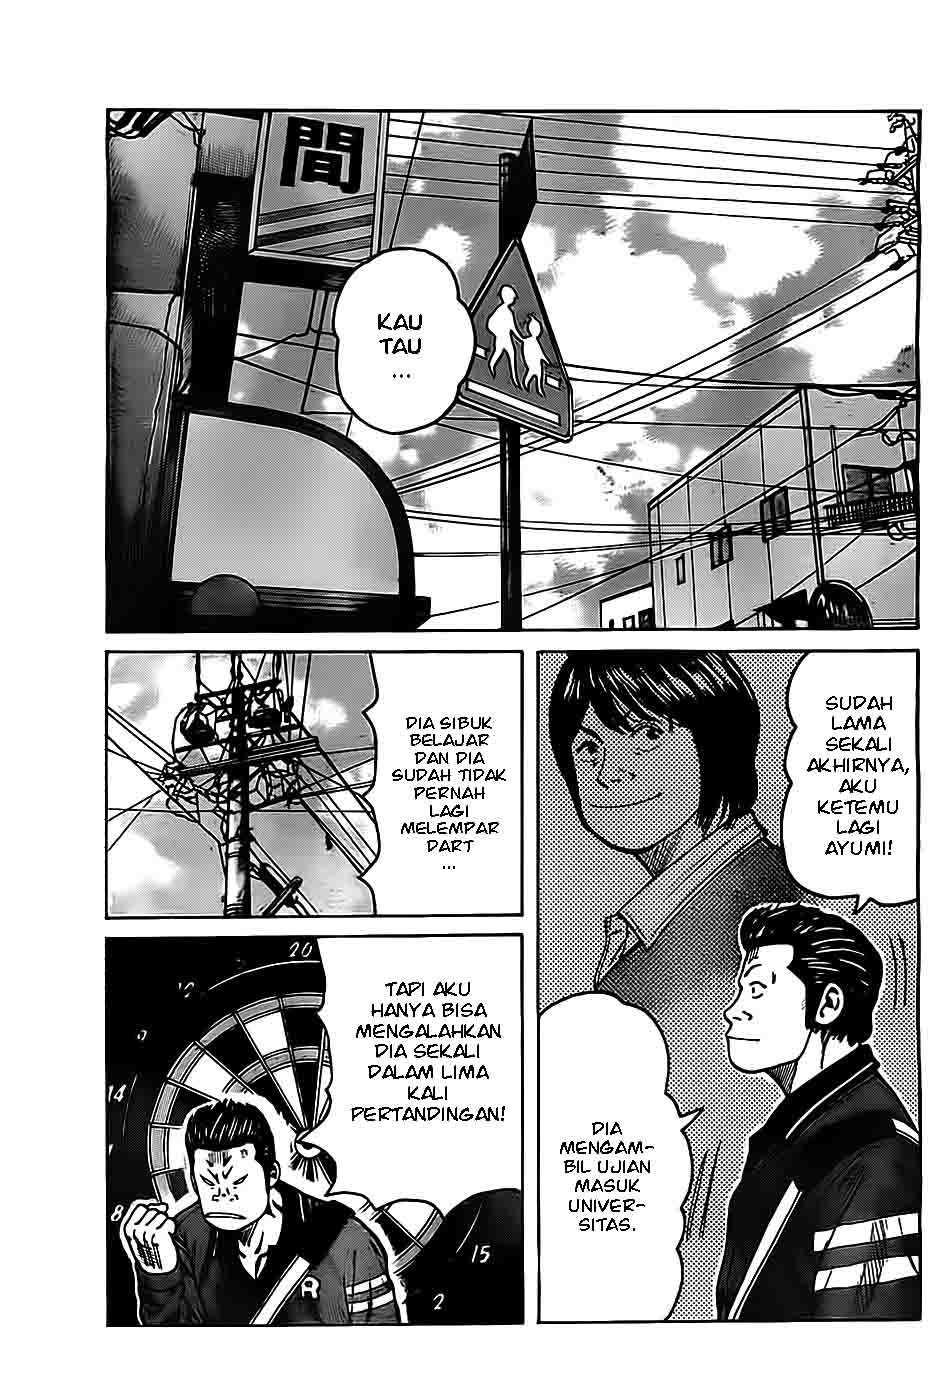 間
KAU
TAU
...
SUDAH
LAMA
SEKALI
AKHIRNYA,
AKU
KETEMU
LAGI
AYUMI!
DIA
MENGAM-
BIL UJIAN
MASUK
UNIVER-
SITAS.
DIA SIBUK
BELAJAR
DAN DIA
SUDAH TIDAK
PERNAH
LAGI
MELEMPAR
DART
...
TAPI AKU
HANYA BISA
MENGALAHKAN
DIA SEKALI
DALAM LIMA
KALI
PERTANDINGAN!
20
12
9
14
8
15
2
R